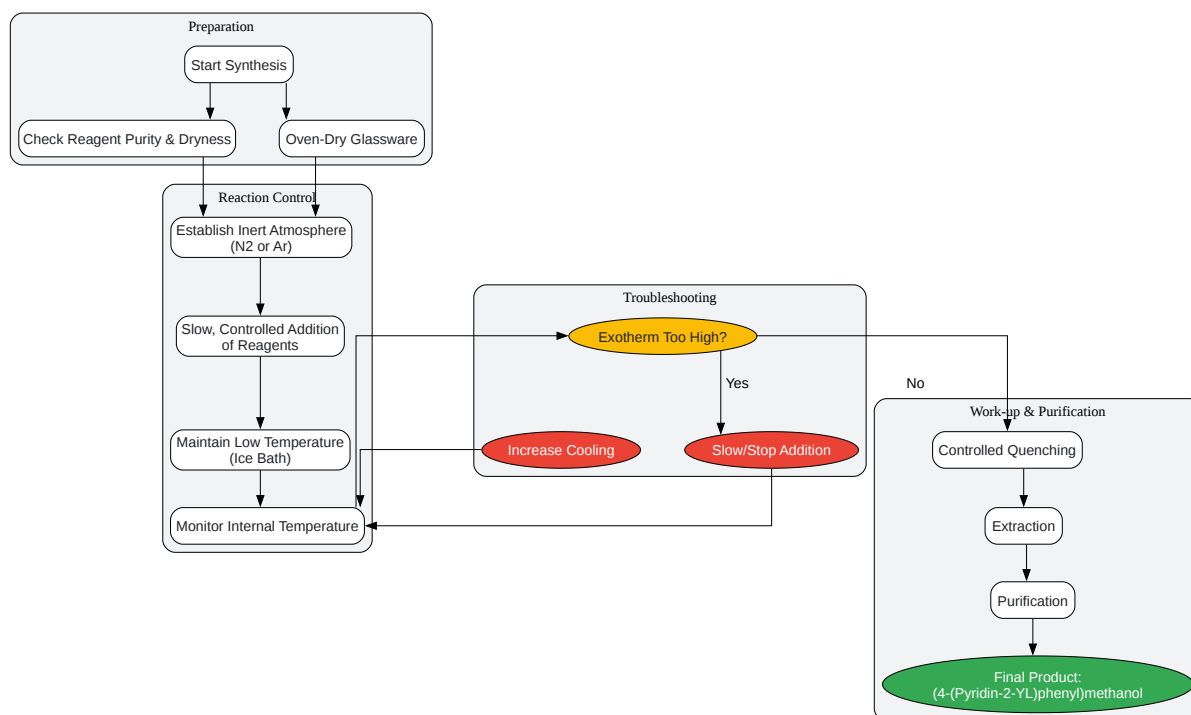 Preparation
Start Synthesis
Check Reagent Purity & Dryness
Oven-Dry Glassware
Reaction Control
Establish Inert Atmosphere
(N2 or Ar)
Slow, Controlled Addition
of Reagents
Maintain Low Temperature
(Ice Bath)
Monitor Internal Temperature
Troubleshooting
Exotherm Too High?
Yes
No
Increase Cooling
Slow/Stop Addition
Work-up & Purification
Controlled Quenching
Extraction
Purification
Final Product:
(4-(Pyridin-2-YL)phenyl)methanol